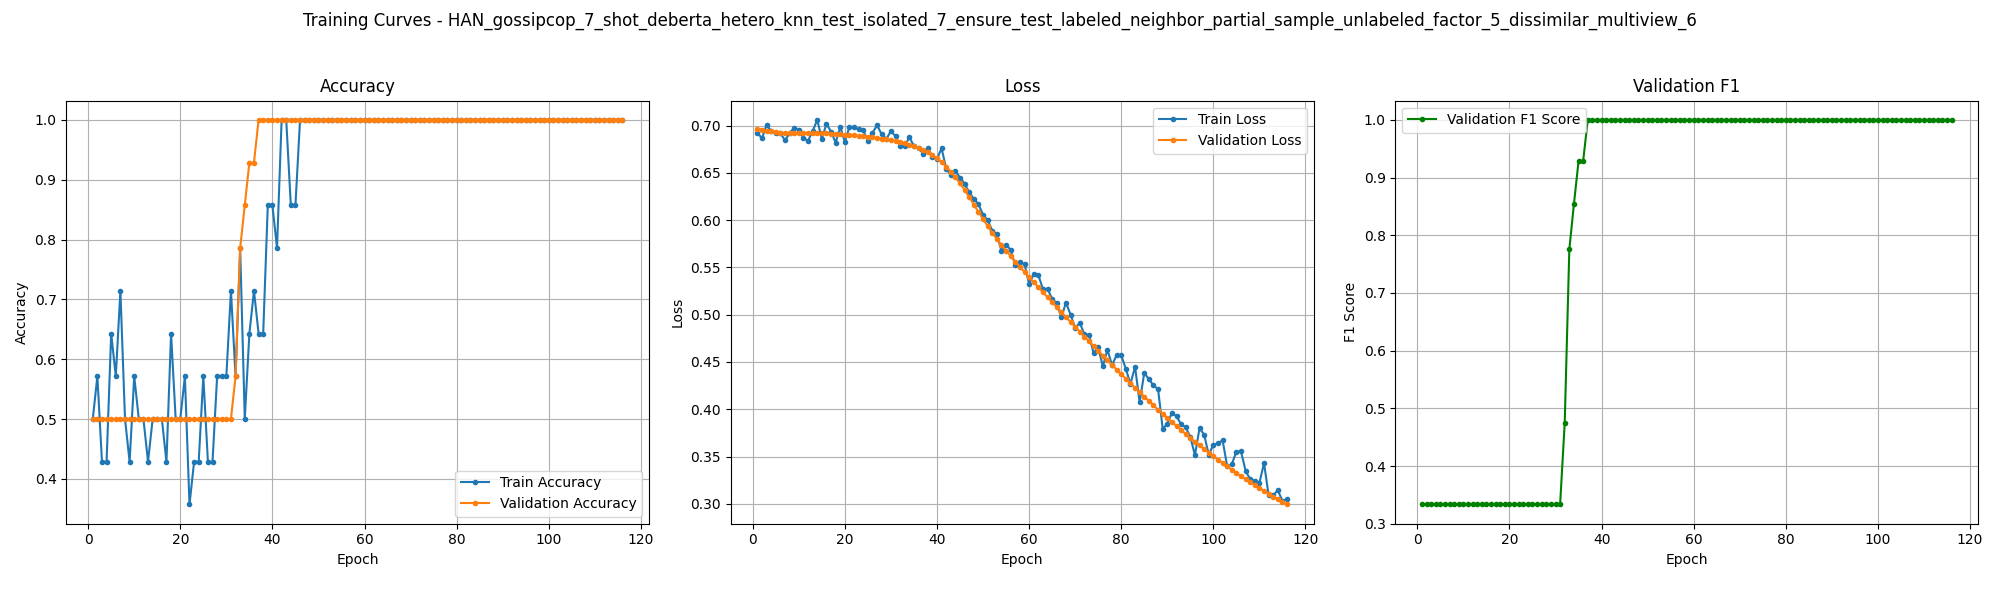 Training Curves - HAN_gossipcop_7_shot_deberta_hetero_knn_test_isolated_7_ensure_test_labeled_neighbor_partial_sample_unlabeled_factor_5_dissimilar_multiview_6
Accuracy
Accuracy
1.0
0.9
0.8
0.7
0.6
0.5
0.4
Train Accuracy
Validation Accuracy
0 20 40 60 80 100 120
Epoch
Loss
Loss
0.70
0.65
0.60
0.55
0.50
0.45
0.40
0.35
0.30
Train Loss
Validation Loss
0 20 40 60 80 100 120
Epoch
Validation F1
F1 Score
1.0
0.9
0.8
0.7
0.6
0.5
0.4
0.3
Validation F1 Score
0 20 40 60 80 100 120
Epoch